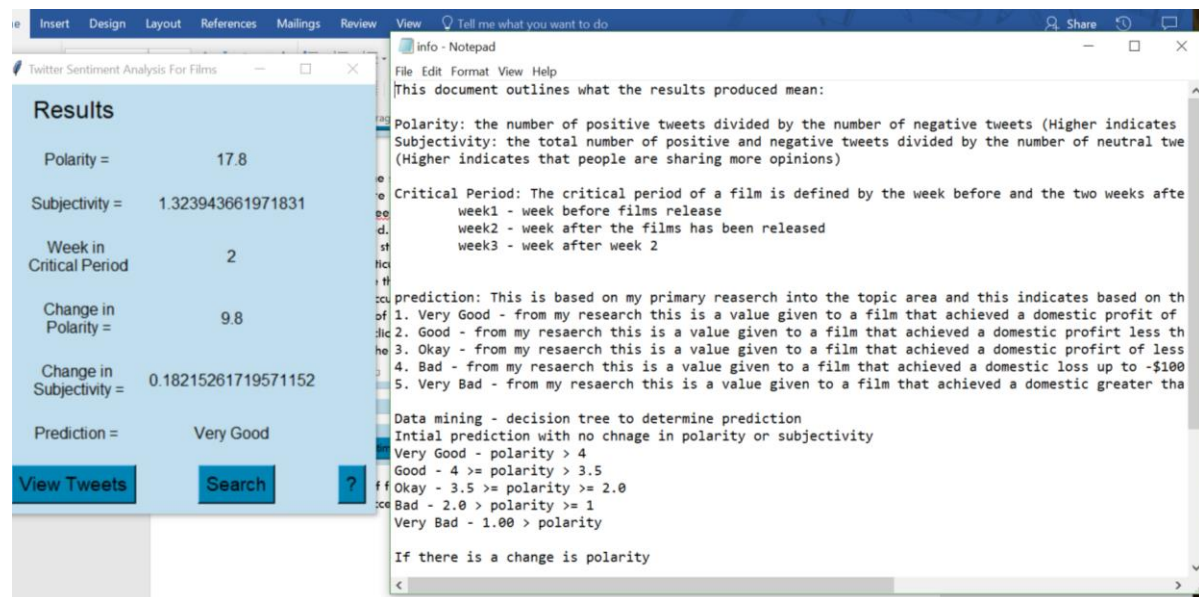 Insert Design Layout References Mailings Review View Tell me what you want to do Share
Twitter Sentiment Analysis For Films
Results
Polarity = 17.8
Subjectivity = 1.323943661971831
Week in
Critical Period 2
Change in
Polarity = 9.8
Change in
Subjectivity = 0.18215261719571152
Prediction = Very Good
View Tweets Search ?
info - Notepad
File Edit Format View Help
This document outlines what the results produced mean:
Polarity: the number of positive tweets divided by the number of negative tweets (Higher indicates
Subjectivity: the total number of positive and negative tweets divided by the number of neutral twe
(Higher indicates that people are sharing more opinions)
Critical Period: The critical period of a film is defined by the week before and the two weeks afte
week1 - week before films release
week2 - week after the films has been released
week3 - week after week 2
prediction: This is based on my primary reaserch into the topic area and this indicates based on th
1. Very Good - from my research this is a value given to a film that achieved a domestic profit of
2. Good - from my resaerch this is a value given to a film that achieved a domestic profirt less th
3. Okay - from my resaerch this is a value given to a film that achieved a domestic profirt of less
4. Bad - from my resaerch this is a value given to a film that achieved a domestic loss up to -$100
5. Very Bad - from my resaerch this is a value given to a film that achieved a domestic greater tha
Data mining - decision tree to determine prediction
Intial prediction with no chnage in polarity or subjectivity
Very Good - polarity > 4
Good - 4 >= polarity > 3.5
Okay - 3.5 >= polarity >= 2.0
Bad - 2.0 > polarity >= 1
Very Bad - 1.00 > polarity
If there is a change is polarity